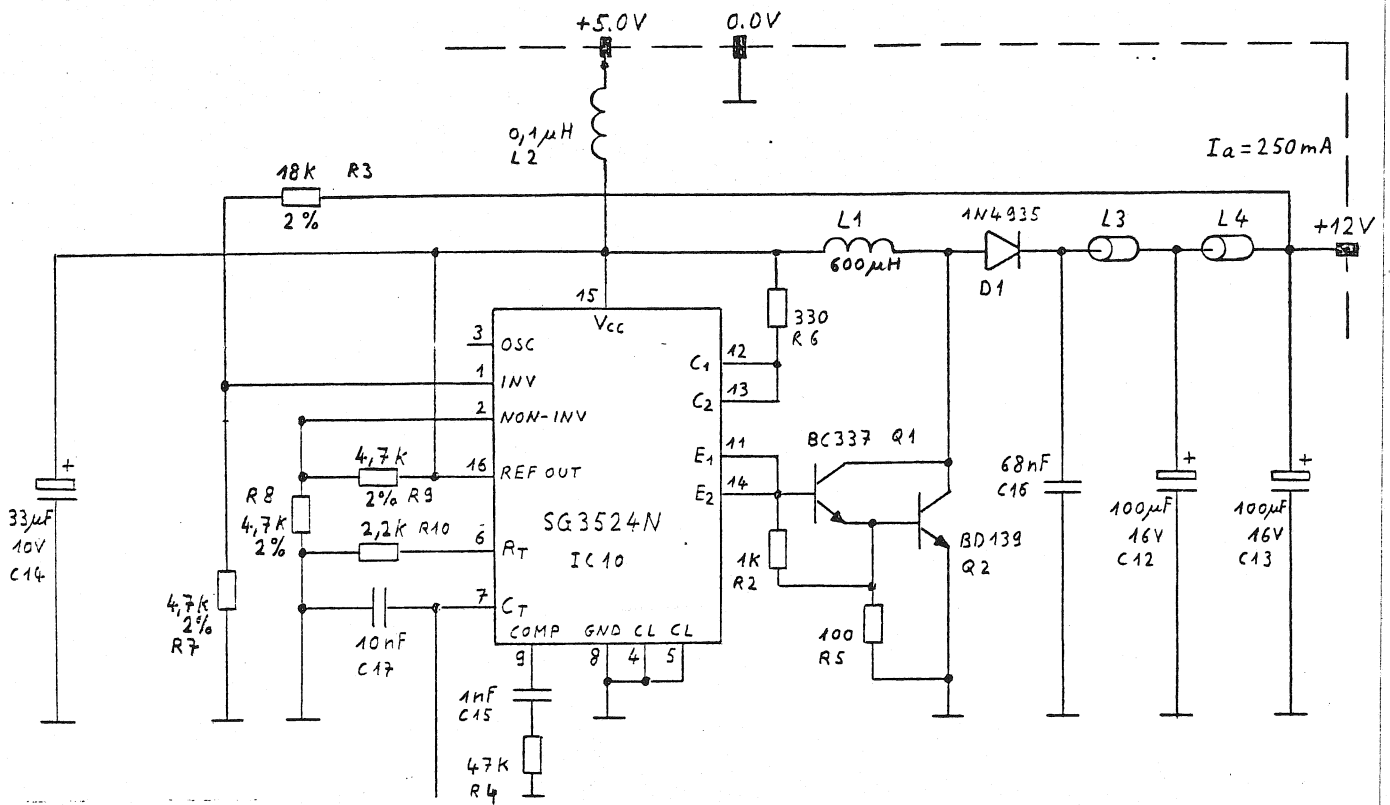 +5.0V
0.0V
0,1µH
L2
Ia=250mA
18K R3
2%
L1
600µH
1N4935
D1
L3
L4
+12V
15
Vcc
330
R6
3
OSC
1
INV
2
NON-INV
16
REF OUT
6
RT
7
CT
COMP
GND
CL
CL
9
8
4
5
C1
12
C2
13
E1
11
E2
14
SG3524N
IC10
4,7K
2% R9
R8
4,7K
2%
2,2K R10
33µF
10V
C14
4,7K
2%
R7
10nF
C17
1nF
C15
47K
R4
BC337 Q1
1K
R2
100
R5
BD139
Q2
68nF
C16
100µF
16V
C12
100µF
16V
C13
+
+
+